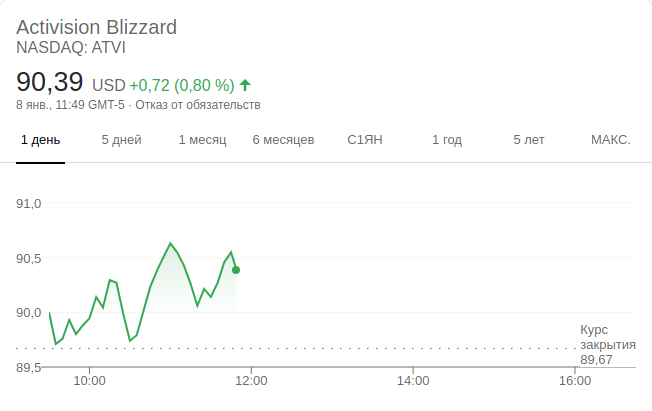 Activision Blizzard
NASDAQ: ATVI
90,39 USD +0,72 (0,80 %)
8 янв., 11:49 GMT-5 · Отказ от обязательств
1 день 5 дней 1 месяц 6 месяцев С1ЯН 1 год 5 лет МАКС.
91,0
90,5
90,0
Курс
закрытия
89,67
89,5
10:00 12:00 14:00 16:00